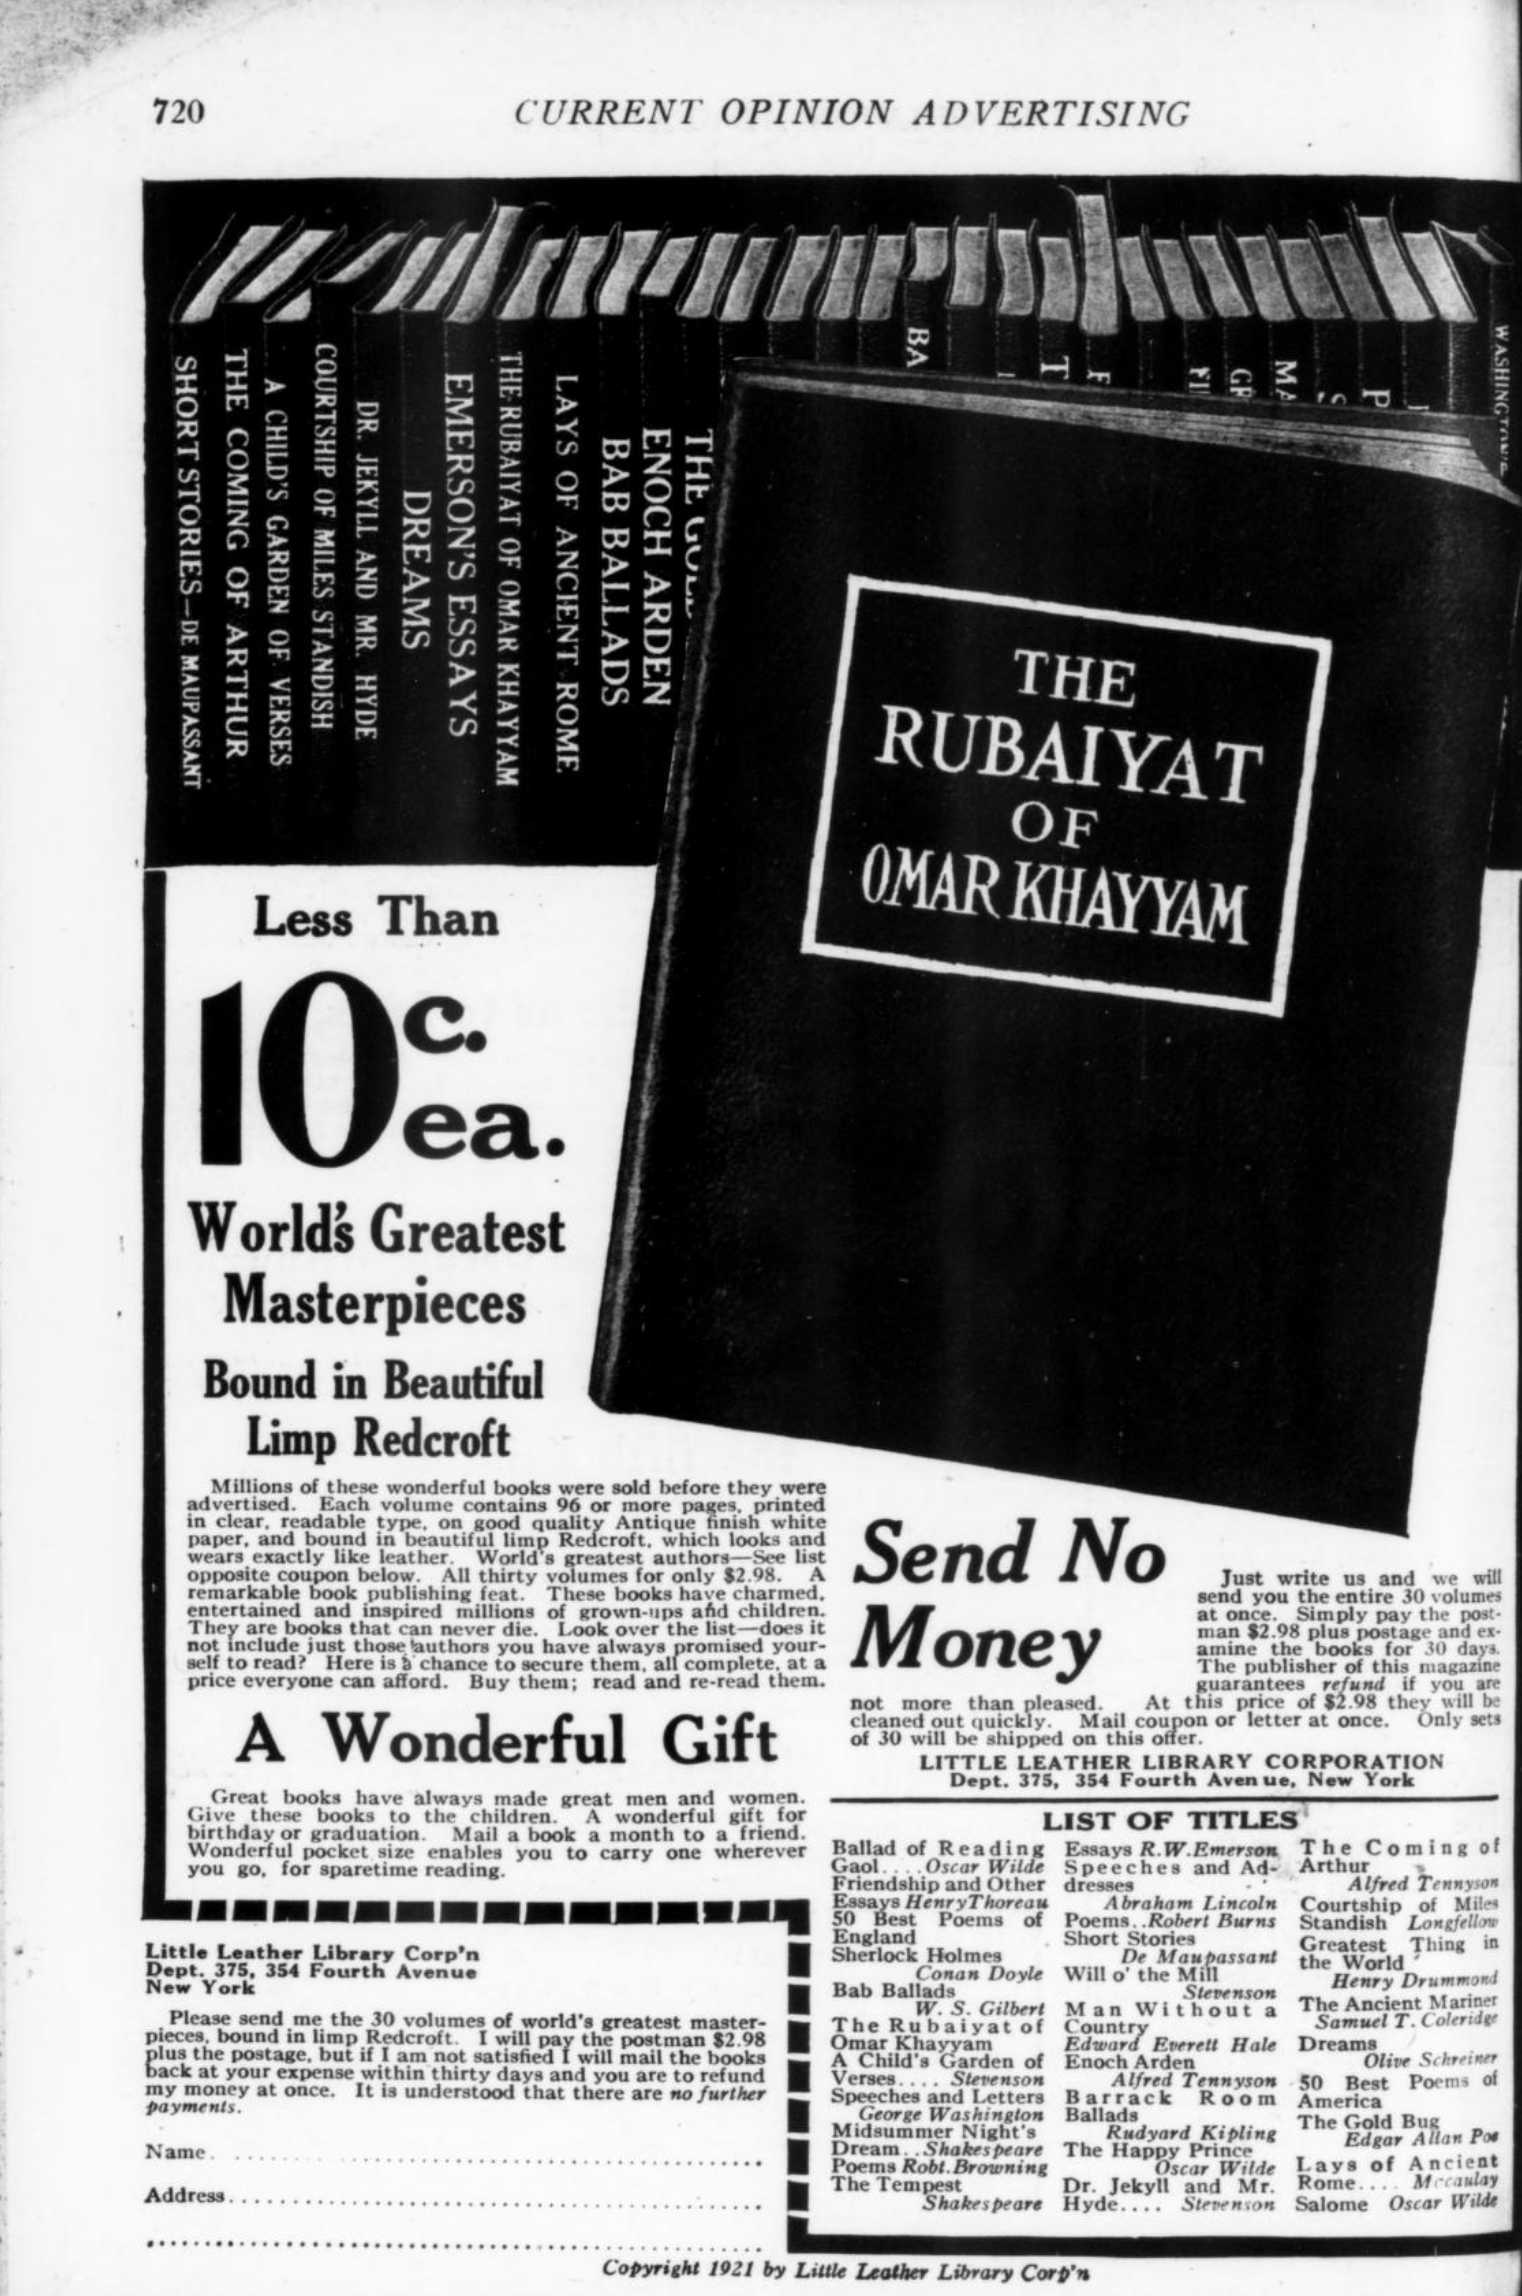 720
CURRENT OPINION ADVERTISING
SHORT STORIES—DE MAUPASSANT
THE COMING OF ARTHUR
A CHILD'S GARDEN OF VERSES
COURTSHIP OF MILES STANDISH
DR. JEKYLL AND MR. HYDE
DREAMS
EMERSON'S ESSAYS
THE RUBAIYAT OF OMAR KHAYYAM
LAYS OF ANCIENT ROME
BAB BALLADS
ENOCH ARDEN
THE GOLD
BA
T
F
GR
MA
P
WASHINGTON'S
THE
RUBAIYAT
OF
OMAR KHAYYAM
Less Than
10c.
ea.
World's Greatest
Masterpieces
Bound in Beautiful
Limp Redcroft
Millions of these wonderful books were sold before they were
advertised. Each volume contains 96 or more pages, printed
in clear, readable type, on good quality Antique finish white
paper, and bound in beautiful limp Redcroft, which looks and
wears exactly like leather. World's greatest authors—See list
opposite coupon below. All thirty volumes for only $2.98. A
remarkable book publishing feat. These books have charmed,
entertained and inspired millions of grown-ups and children.
They are books that can never die. Look over the list—does it
not include just those authors you have always promised your-
self to read? Here is a chance to secure them, all complete, at a
price everyone can afford. Buy them; read and re-read them.
A Wonderful Gift
Great books have always made great men and women.
Give these books to the children. A wonderful gift for
birthday or graduation. Mail a book a month to a friend.
Wonderful pocket size enables you to carry one wherever
you go, for sparetime reading.
Send No
Money
Just write us and we will
send you the entire 30 volumes
at once. Simply pay the post-
man $2.98 plus postage and ex-
amine the books for 30 days.
The publisher of this magazine
guarantees refund if you are
not more than pleased. At this price of $2.98 they will be
cleaned out quickly. Mail coupon or letter at once. Only sets
of 30 will be shipped on this offer.
LITTLE LEATHER LIBRARY CORPORATION
Dept. 375, 354 Fourth Avenue, New York
LIST OF TITLES
Ballad of Reading
Gaol.... Oscar Wilde
Friendship and Other
Essays Henry Thoreau
50 Best Poems of
England
Sherlock Holmes
Conan Doyle
Bab Ballads
W. S. Gilbert
The Rubaiyat of
Omar Khayyam
A Child's Garden of
Verses.... Stevenson
Speeches and Letters
George Washington
Midsummer Night's
Dream..Shakespeare
Poems Robt. Browning
The Tempest
Shakespeare
Essays R.W.Emerson
Speeches and Ad-
dresses
Abraham Lincoln
Poems..Robert Burns
Short Stories
De Maupassant
Will o' the Mill
Stevenson
Man Without a
Country
Edward Everett Hale
Enoch Arden
Alfred Tennyson
Barrack Room
Ballads
Rudyard Kipling
The Happy Prince
Oscar Wilde
Dr. Jekyll and Mr.
Hyde.... Stevenson
The Coming of
Arthur
Alfred Tennyson
Courtship of Miles
Standish Longfellow
Greatest Thing in
the World
Henry Drummond
The Ancient Mariner
Samuel T. Coleridge
Dreams
Olive Schreiner
50 Best Poems of
America
The Gold Bug
Edgar Allan Poe
Lays of Ancient
Rome.... Mccaulay
Salome Oscar Wilde
Little Leather Library Corp'n
Dept. 375, 354 Fourth Avenue
New York
Please send me the 30 volumes of world's greatest master-
pieces, bound in limp Redcroft. I will pay the postman $2.98
plus the postage, but if I am not satisfied I will mail the books
back at your expense within thirty days and you are to refund
my money at once. It is understood that there are no further
payments.
Name
Address
Copyright 1921 by Little Leather Library Corp'n